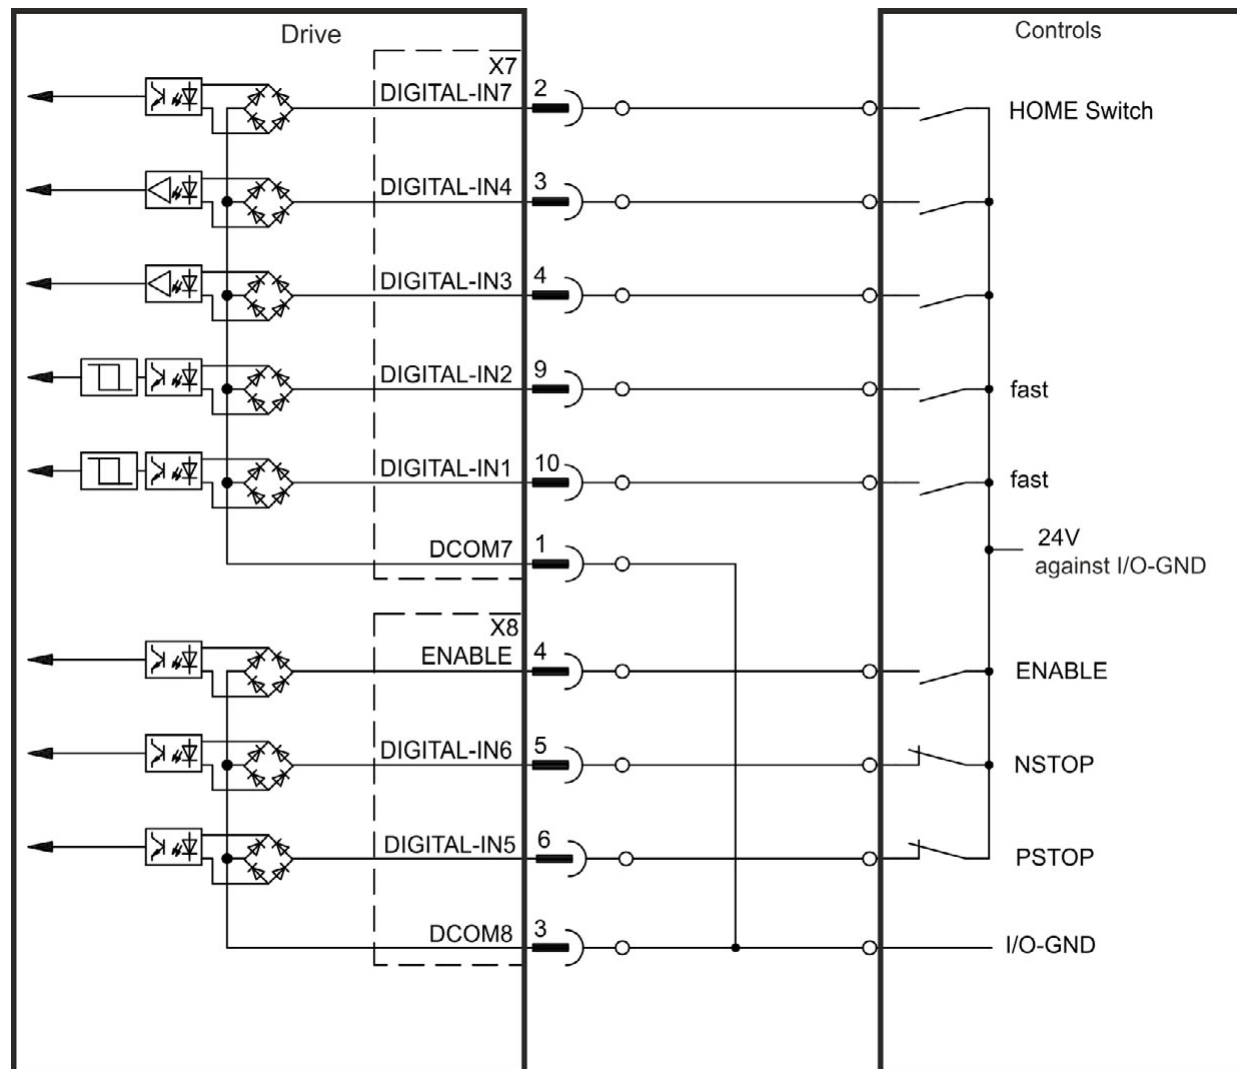 Drive
Controls
X7
DIGITAL-IN7 2
HOME Switch
DIGITAL-IN4 3
DIGITAL-IN3 4
DIGITAL-IN2 9
fast
DIGITAL-IN1 10
fast
DCOM7 1
24V
against I/O-GND
X8
ENABLE 4
ENABLE
DIGITAL-IN6 5
NSTOP
DIGITAL-IN5 6
PSTOP
DCOM8 3
I/O-GND